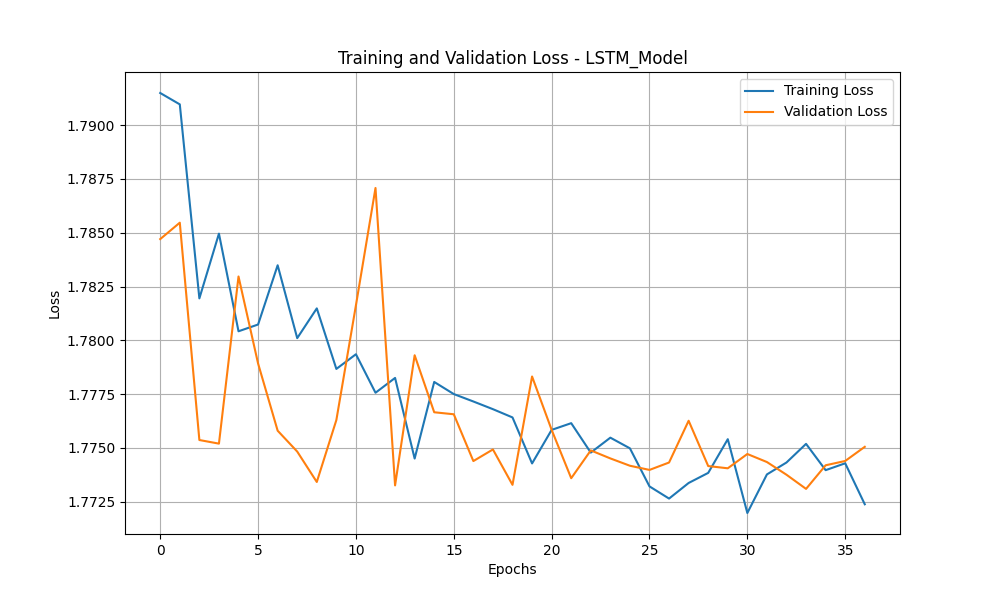 Training and Validation Loss - LSTM_Model
Training Loss
Validation Loss
1.7900
1.7875
1.7850
1.7825
1.7800
1.7775
1.7750
1.7725
Loss
0 5 10 15 20 25 30 35
Epochs